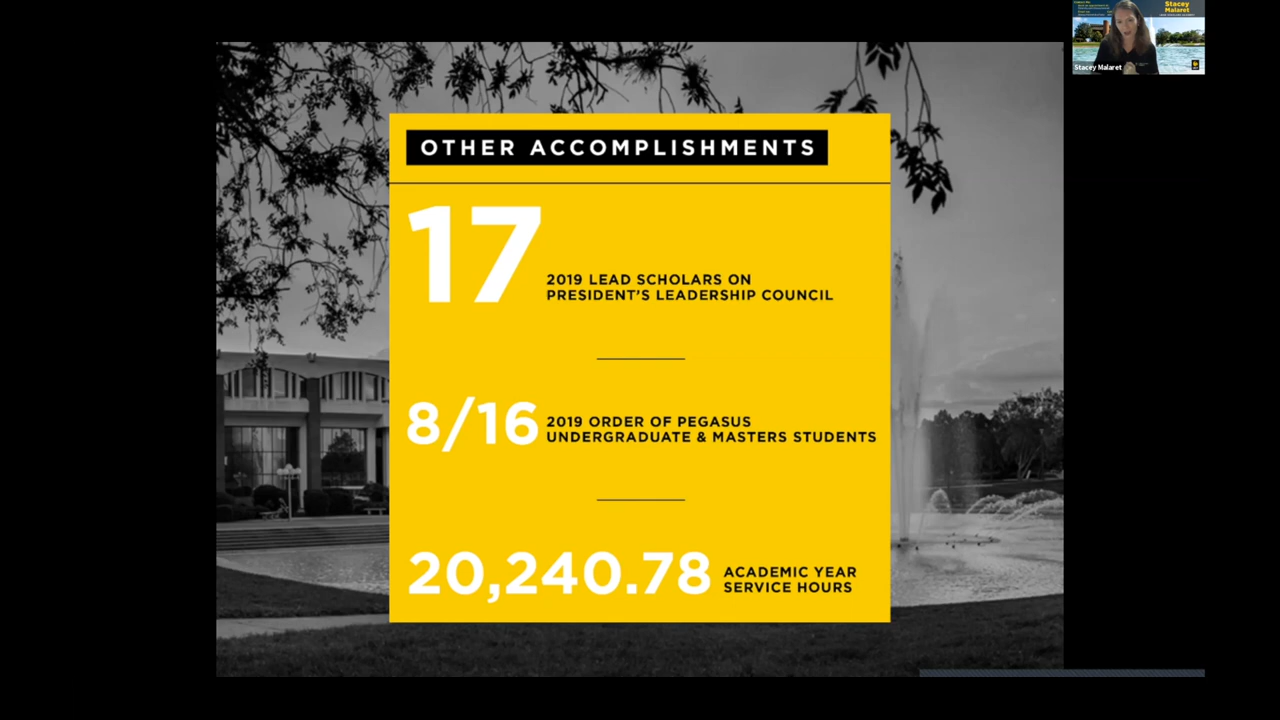 Stacey
Malaret
Stacey Malaret
OTHER ACCOMPLISHMENTS
17
2019 LEAD SCHOLARS ON
PRESIDENT'S LEADERSHIP COUNCIL
8/16
2019 ORDER OF PEGASUS
UNDERGRADUATE & MASTERS STUDENTS
20,240.78
ACADEMIC YEAR
SERVICE HOURS